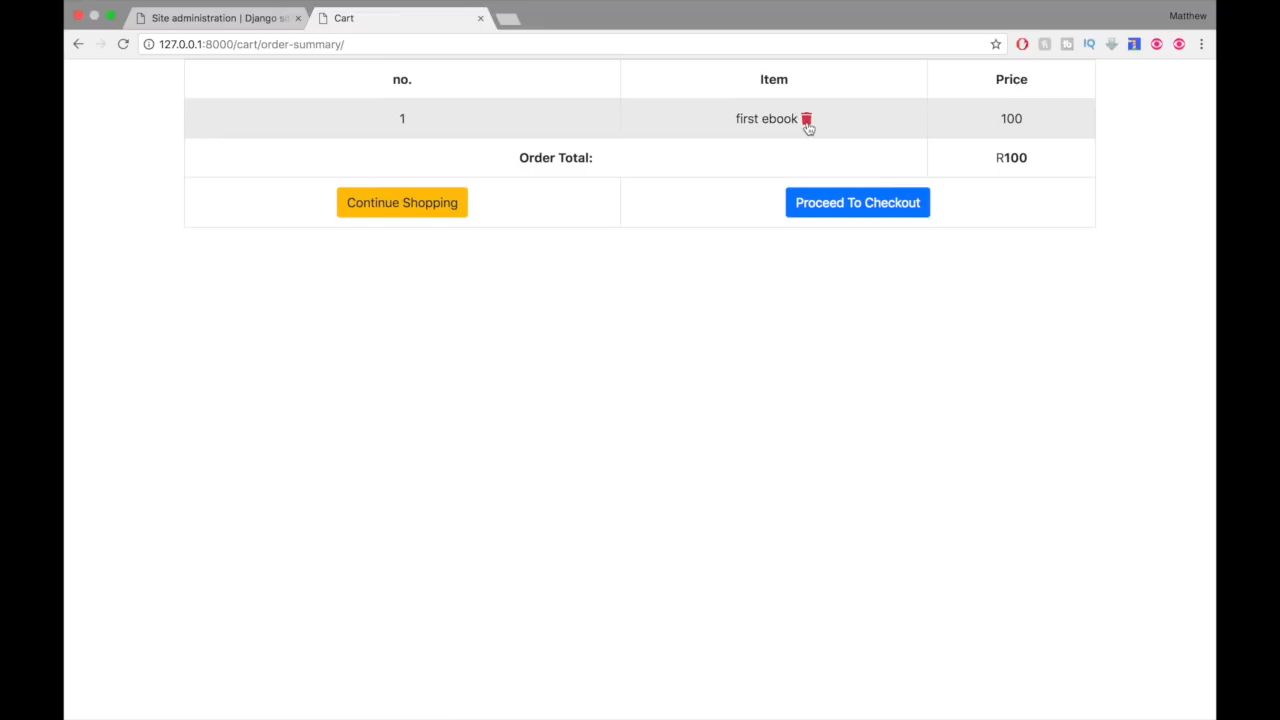 Site administration | Django si
Cart
Matthew
127.0.0.1:8000/cart/order-summary/
no. Item Price
1 first ebook 100
Order Total: R100
Continue Shopping Proceed To Checkout